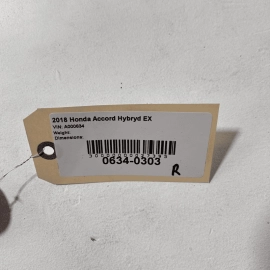 2018 Honda Accord Hybryd EX
VIN: A000634
Weight:
Dimensions:
0634-0303
R